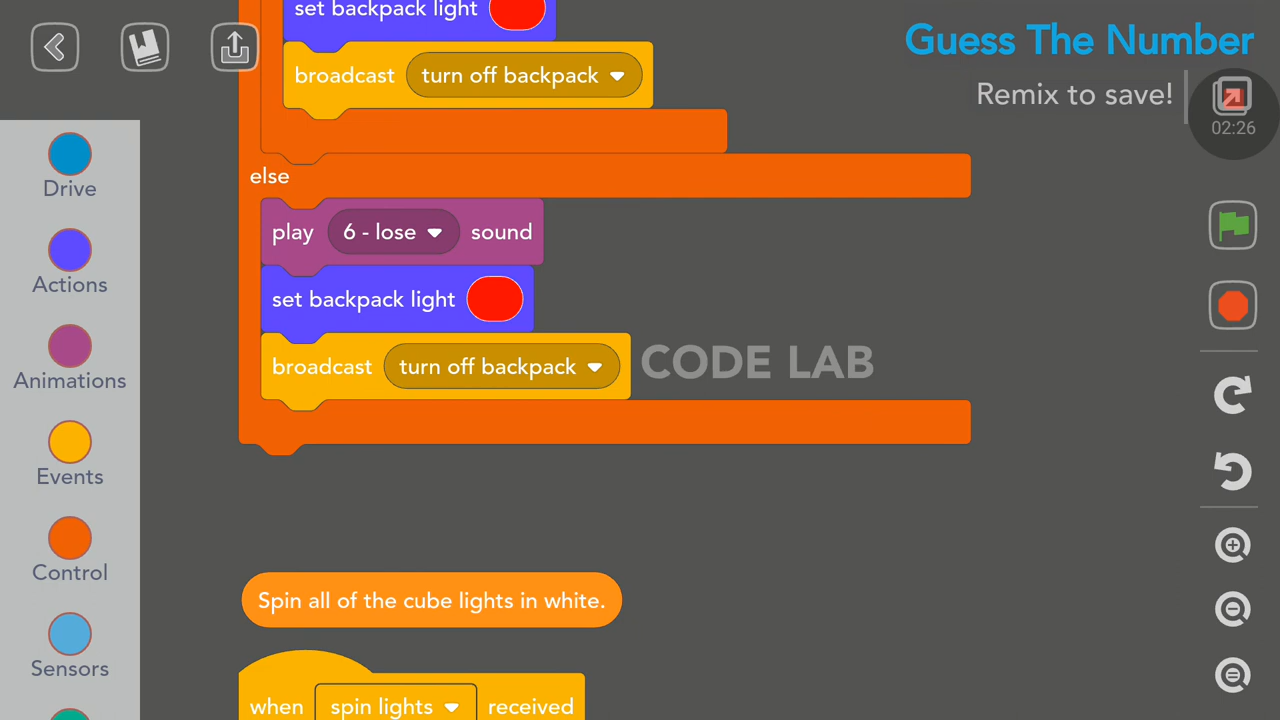 set backpack light
Guess The Number
broadcast turn off backpack
Remix to save!
02:26
Drive
else
play 6 - lose sound
Actions
set backpack light
Animations
broadcast turn off backpack
CODE LAB
Events
Control
Spin all of the cube lights in white.
Sensors
when spin lights received